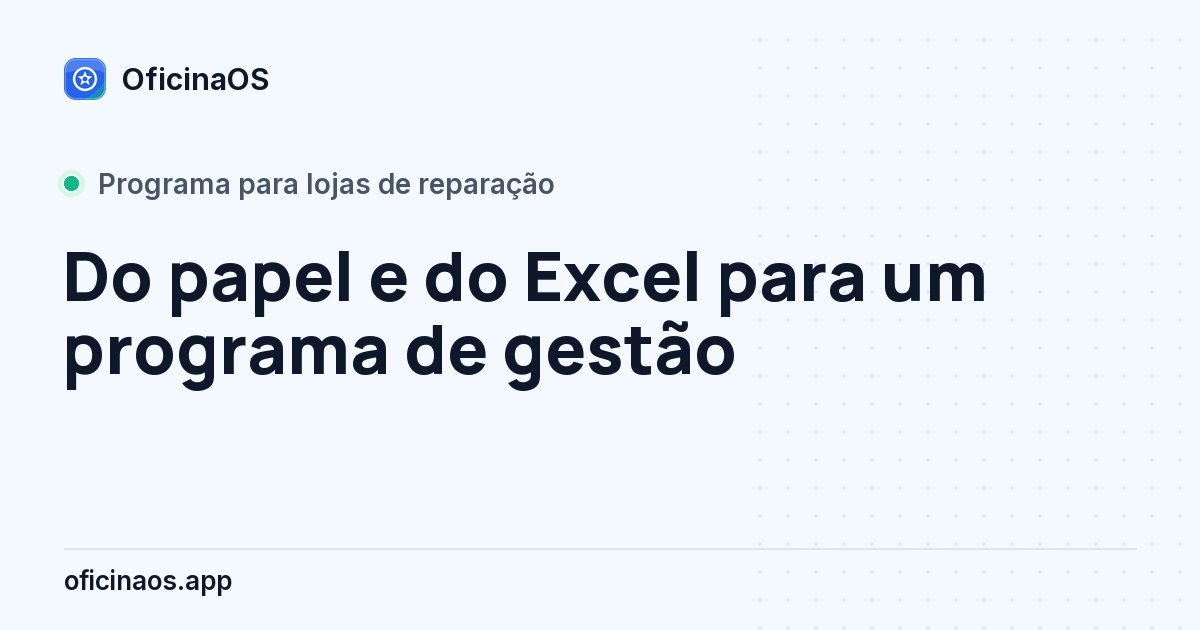 OficinaOS
Programa para lojas de reparação
Do papel e do Excel para um
programa de gestão
oficinaos.app